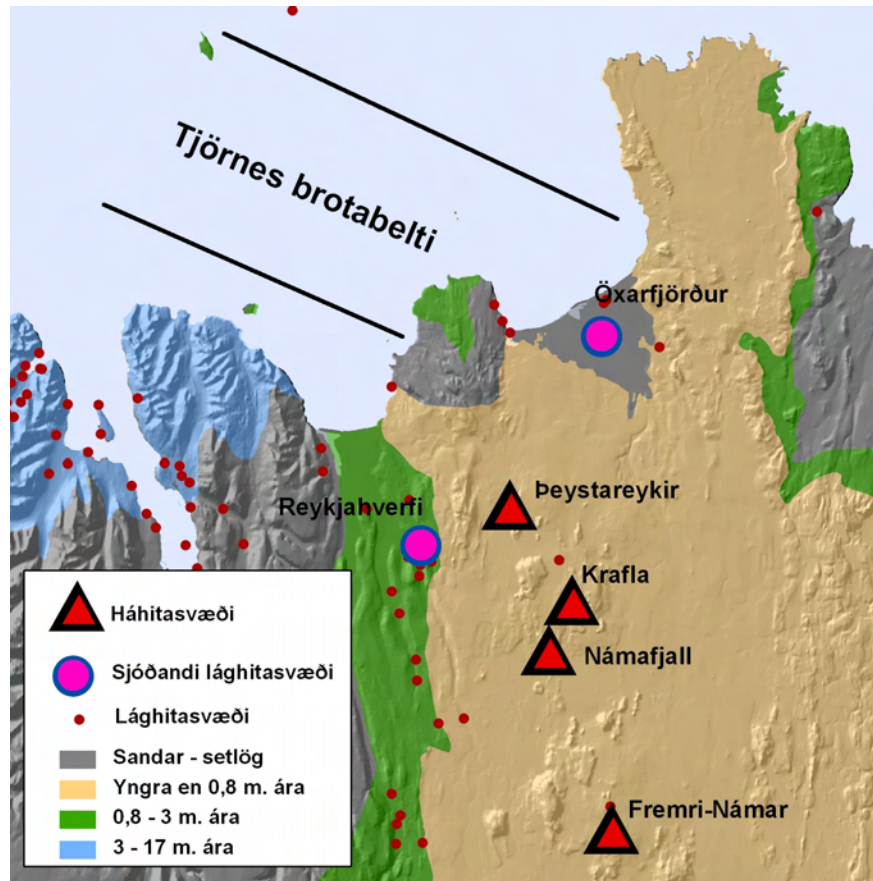 Tjörnes brotabelti
Öxarfjörður
Þeystareykir
Reykjahverfi
Krafla
Námafjall
Fremri-Námar
Háhitasvæði
Sjóðandi lághitasvæði
Lághitasvæði
Sandar - setlög
Yngra en 0,8 m. ára
0,8 - 3 m. ára
3 - 17 m. ára